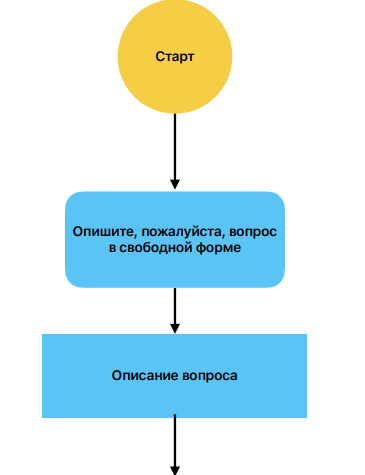 Старт
Опишите, пожалуйста, вопрос
в свободной форме
Описание вопроса